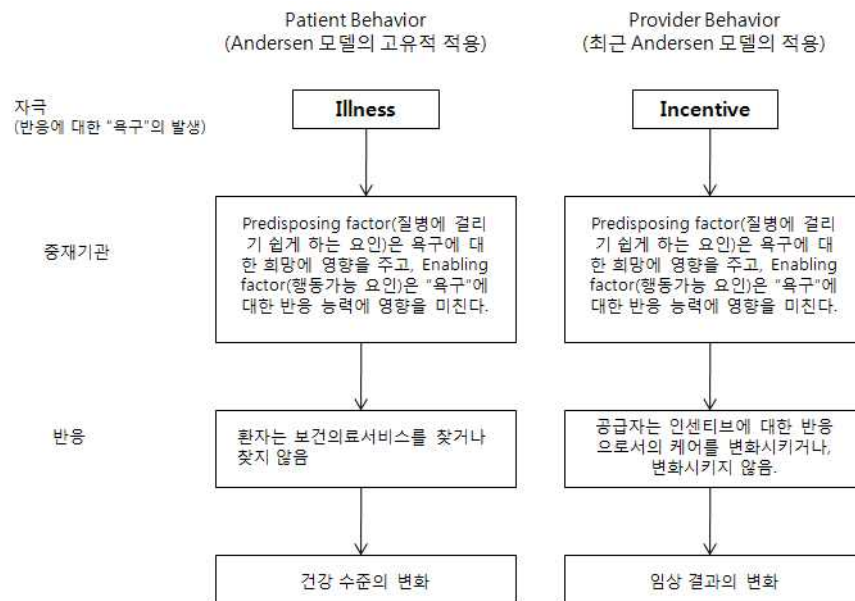 Patient Behavior
(Andersen 모델의 고유적 적용)
Provider Behavior
(최근 Andersen 모델의 적용)
자극
(반응에 대한 "욕구"의 발생)
Illness
Incentive
중재기관
Predisposing factor(질병에 걸리
기 쉽게 하는 요인)은 욕구에 대
한 희망에 영향을 주고, Enabling
factor(행동가능 요인)은 "욕구"에
대한 반응 능력에 영향을 미친다.
Predisposing factor(질병에 걸리
기 쉽게 하는 요인)은 욕구에 대
한 희망에 영향을 주고, Enabling
factor(행동가능 요인)은 "욕구"에
대한 반응 능력에 영향을 미친다.
반응
환자는 보건의료서비스를 찾거나
찾지 않음
공급자는 인센티브에 대한 반응
으로서의 케어를 변화시키거나,
변화시키지 않음.
건강 수준의 변화
임상 결과의 변화